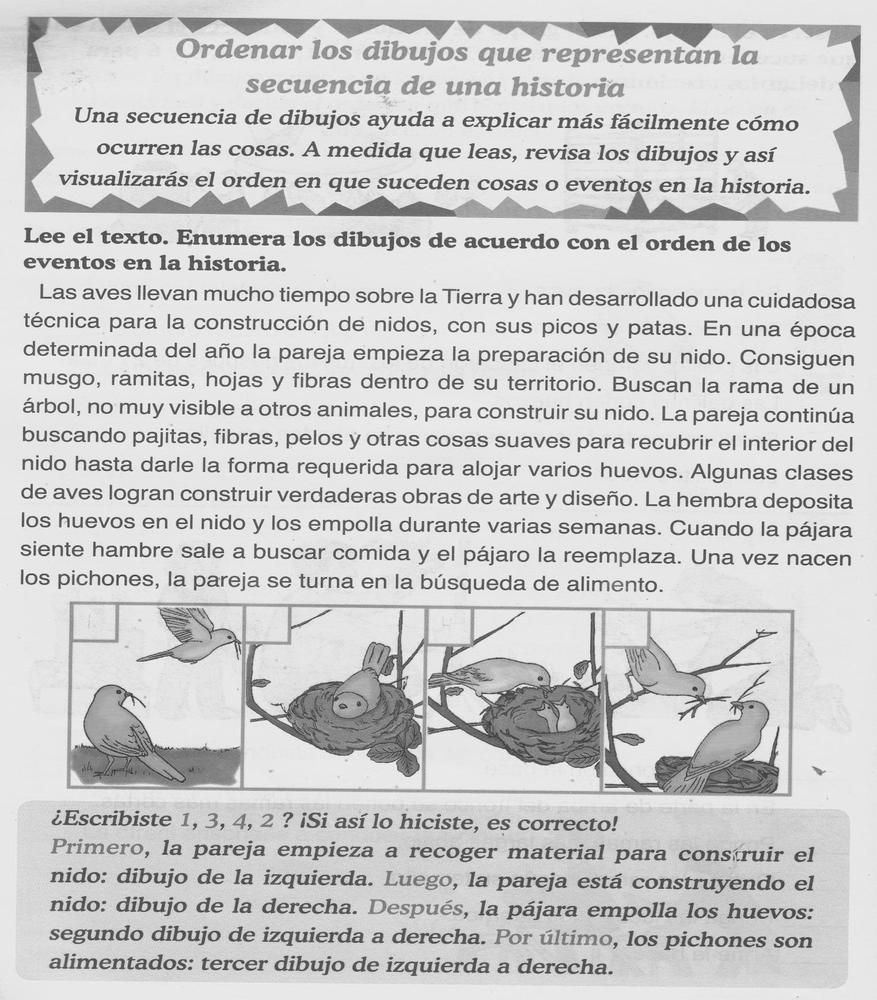 Ordenar los dibujos que representan la
secuencia de una historia
Una secuencia de dibujos ayuda a explicar más fácilmente cómo
ocurren las cosas. A medida que leas, revisa los dibujos y así
visualizarás el orden en que suceden cosas o eventos en la historia.
Lee el texto. Enumera los dibujos de acuerdo con el orden de los
eventos en la historia.
Las aves llevan mucho tiempo sobre la Tierra y han desarrollado una cuidadosa
técnica para la construcción de nidos, con sus picos y patas. En una época
determinada del año la pareja empieza la preparación de su nido. Consiguen
musgo, ramitas, hojas y fibras dentro de su territorio. Buscan la rama de un
árbol, no muy visible a otros animales, para construir su nido. La pareja continúa
buscando pajitas, fibras, pelos y otras cosas suaves para recubrir el interior del
nido hasta darle la forma requerida para alojar varios huevos. Algunas clases
de aves logran construir verdaderas obras de arte y diseño. La hembra deposita
los huevos en el nido y los empolla durante varias semanas. Cuando la pájara
siente hambre sale a buscar comida y el pájaro la reemplaza. Una vez nacen
los pichones, la pareja se turna en la búsqueda de alimento.
¿Escribiste 1, 3, 4, 2 ? ¡Si así lo hiciste, es correcto!
Primero, la pareja empieza a recoger material para construir el
nido: dibujo de la izquierda. Luego, la pareja está construyendo el
nido: dibujo de la derecha. Después, la pájara empolla los huevos:
segundo dibujo de izquierda a derecha. Por último, los pichones son
alimentados: tercer dibujo de izquierda a derecha.